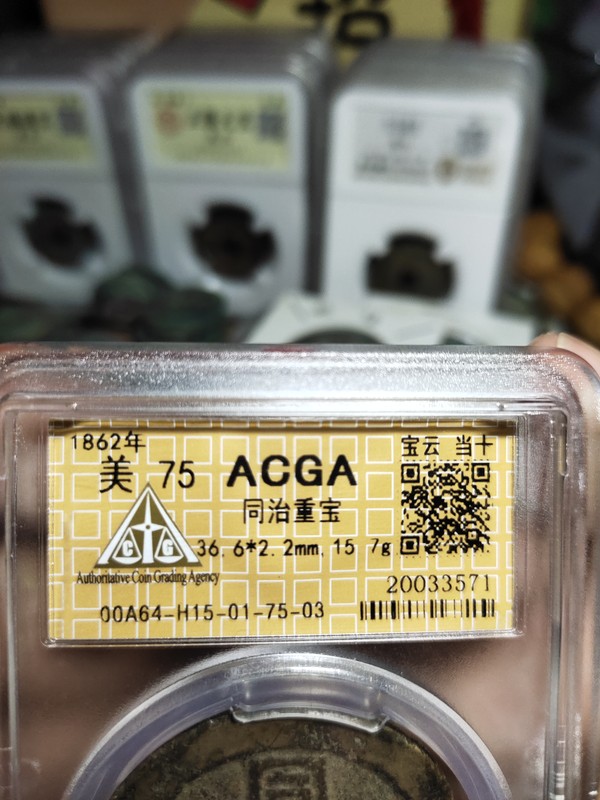 1862年 宝云 当十
美 75 ACGA
同治重宝
36.6*2.2mm, 15.7g
CIG
Authoritative Coin Grading Agency
20033571
00A64-H15-01-75-03